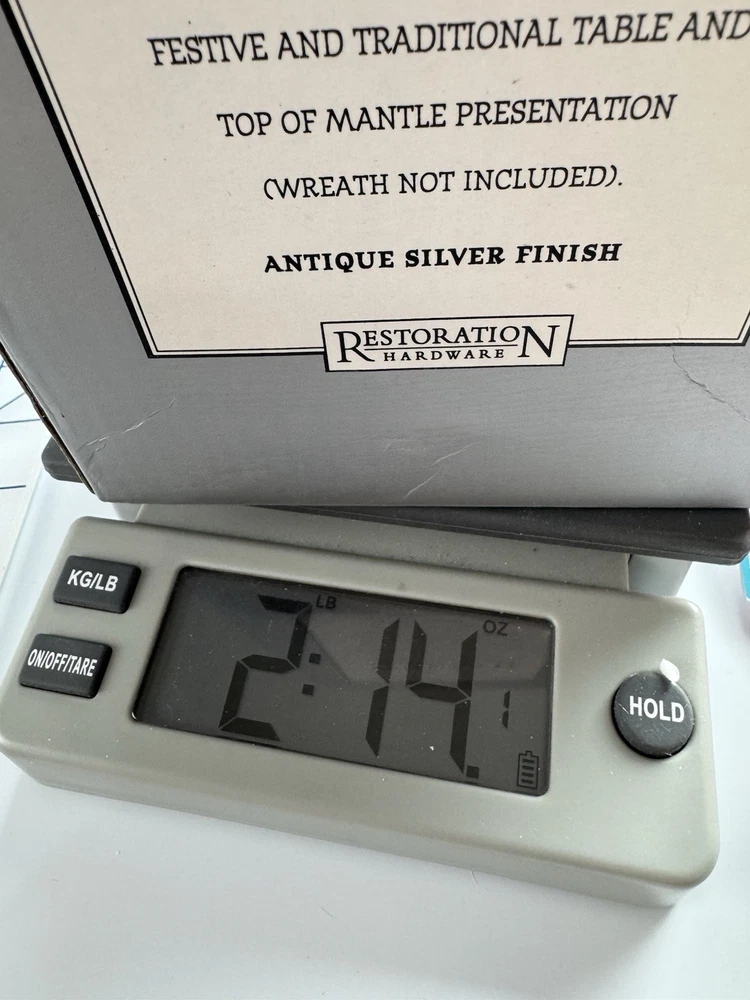 FESTIVE AND TRADITIONAL TABLE AND
TOP OF MANTLE PRESENTATION
(WREATH NOT INCLUDED).
ANTIQUE SILVER FINISH
RESTORATION
HARDWARE
KG/LB
ON/OFF/TARE
LB
OZ
2:14.1
HOLD